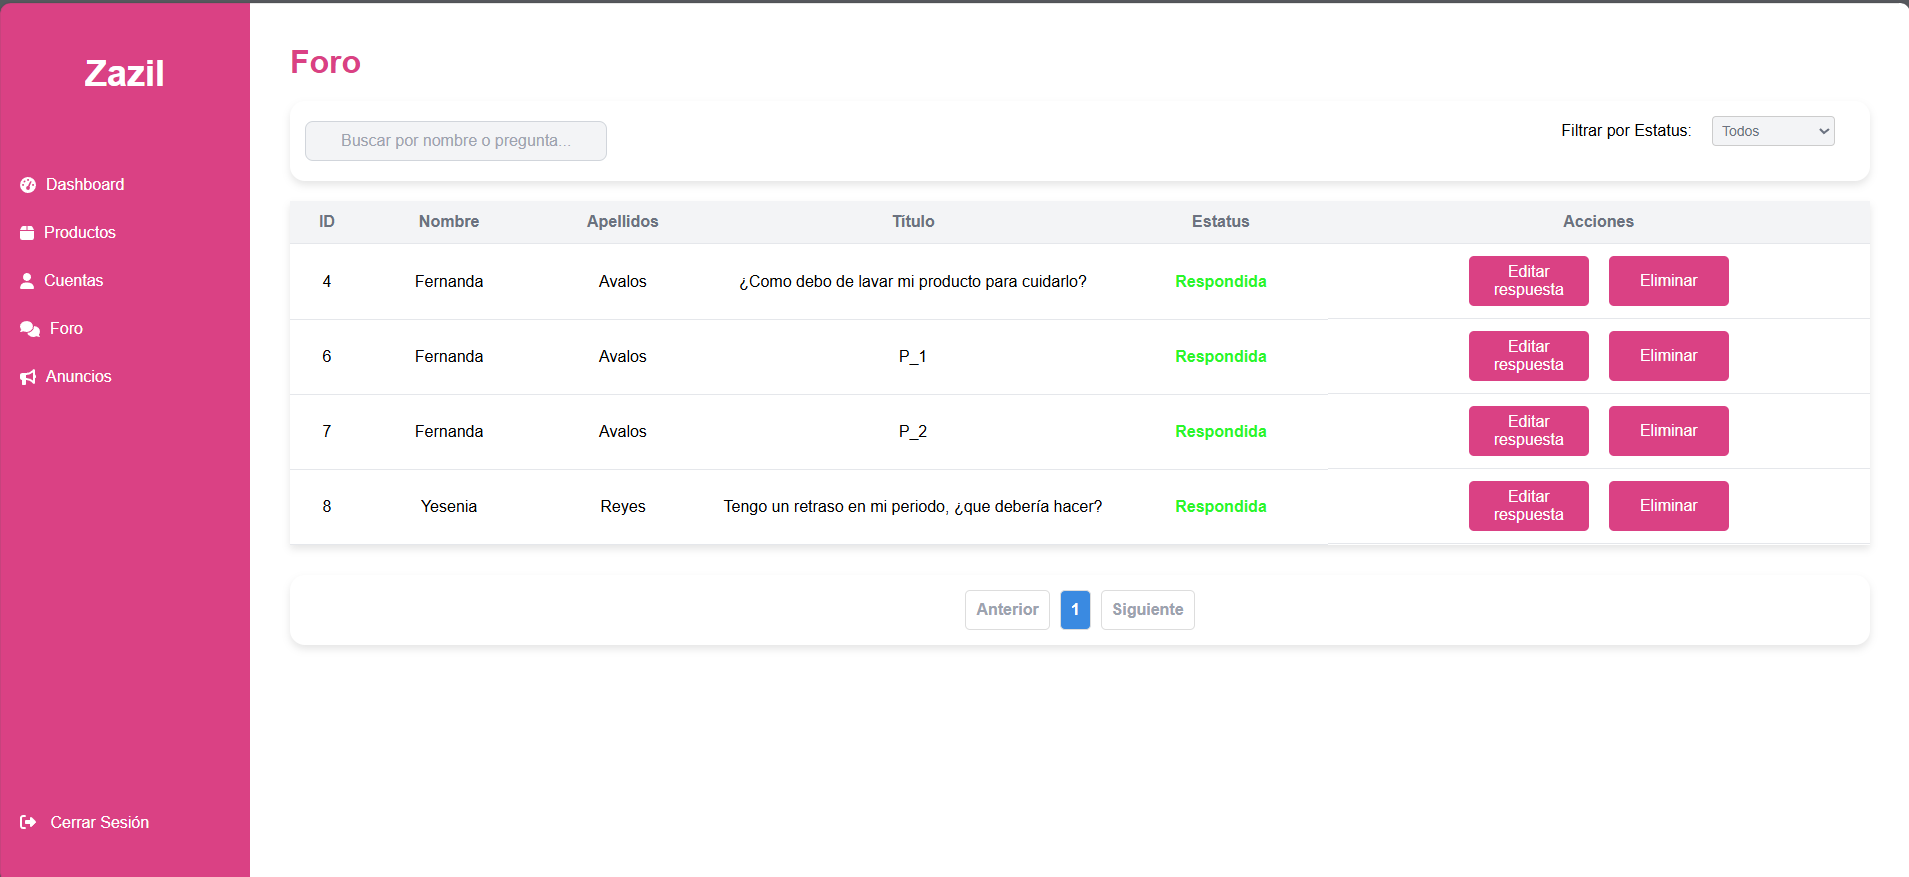 Zazil
Dashboard
Productos
Cuentas
Foro
Anuncios
Cerrar Sesión
Foro
Buscar por nombre o pregunta...
Filtrar por Estatus: Todos
ID Nombre Apellidos Título Estatus Acciones
4 Fernanda Avalos ¿Como debo de lavar mi producto para cuidarlo? Respondida Editar respuesta Eliminar
6 Fernanda Avalos P_1 Respondida Editar respuesta Eliminar
7 Fernanda Avalos P_2 Respondida Editar respuesta Eliminar
8 Yesenia Reyes Tengo un retraso en mi periodo, ¿que debería hacer? Respondida Editar respuesta Eliminar
Anterior 1 Siguiente